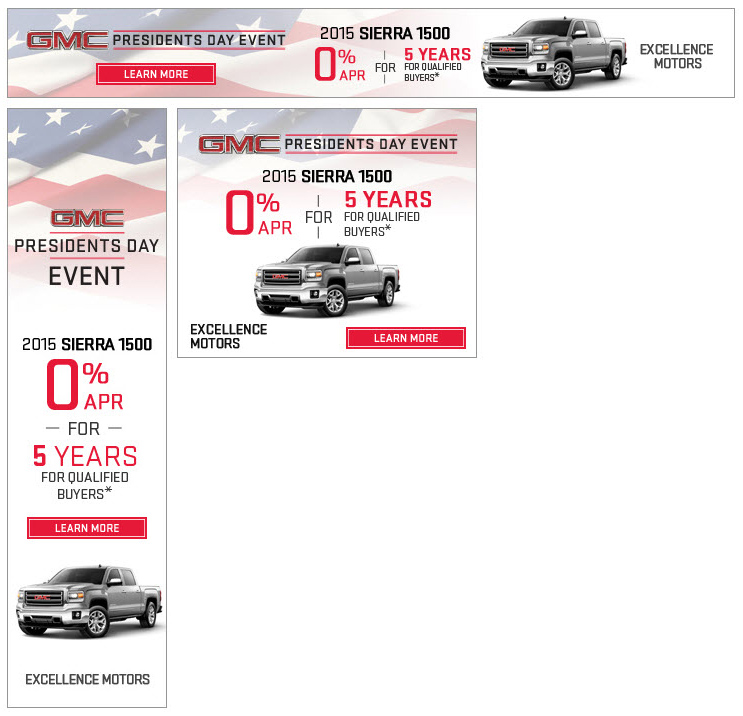 GMC PRESIDENTS DAY EVENT
LEARN MORE
2015 SIERRA 1500
0% APR
FOR
5 YEARS
FOR QUALIFIED
BUYERS*
EXCELLENCE
MOTORS
GMC
PRESIDENTS DAY
EVENT
2015 SIERRA 1500
0% APR
FOR
5 YEARS
FOR QUALIFIED
BUYERS*
LEARN MORE
EXCELLENCE MOTORS
GMC PRESIDENTS DAY EVENT
2015 SIERRA 1500
0% APR
FOR
5 YEARS
FOR QUALIFIED
BUYERS*
EXCELLENCE
MOTORS
LEARN MORE